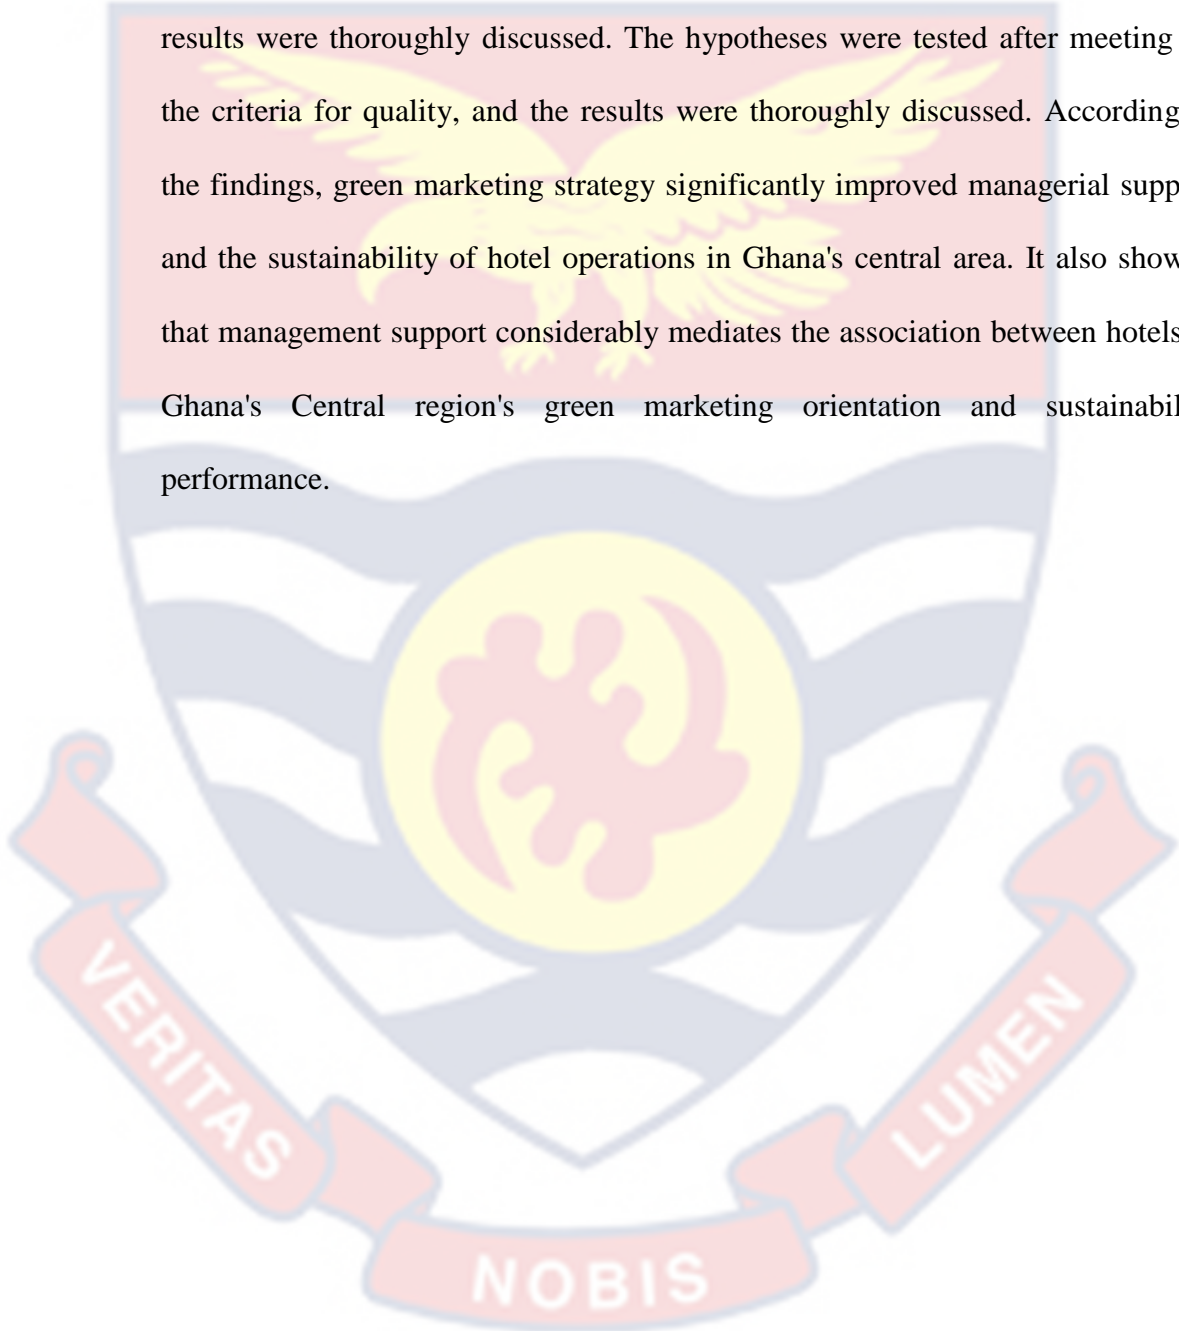 results were thoroughly discussed. The hypotheses were tested after meeting
the criteria for quality, and the results were thoroughly discussed. According
the findings, green marketing strategy significantly improved managerial supp
and the sustainability of hotel operations in Ghana's central area. It also show
that management support considerably mediates the association between hotels
Ghana's Central region's green marketing orientation and sustainabil
performance.
VERITAS
NOBIS
LUMEN